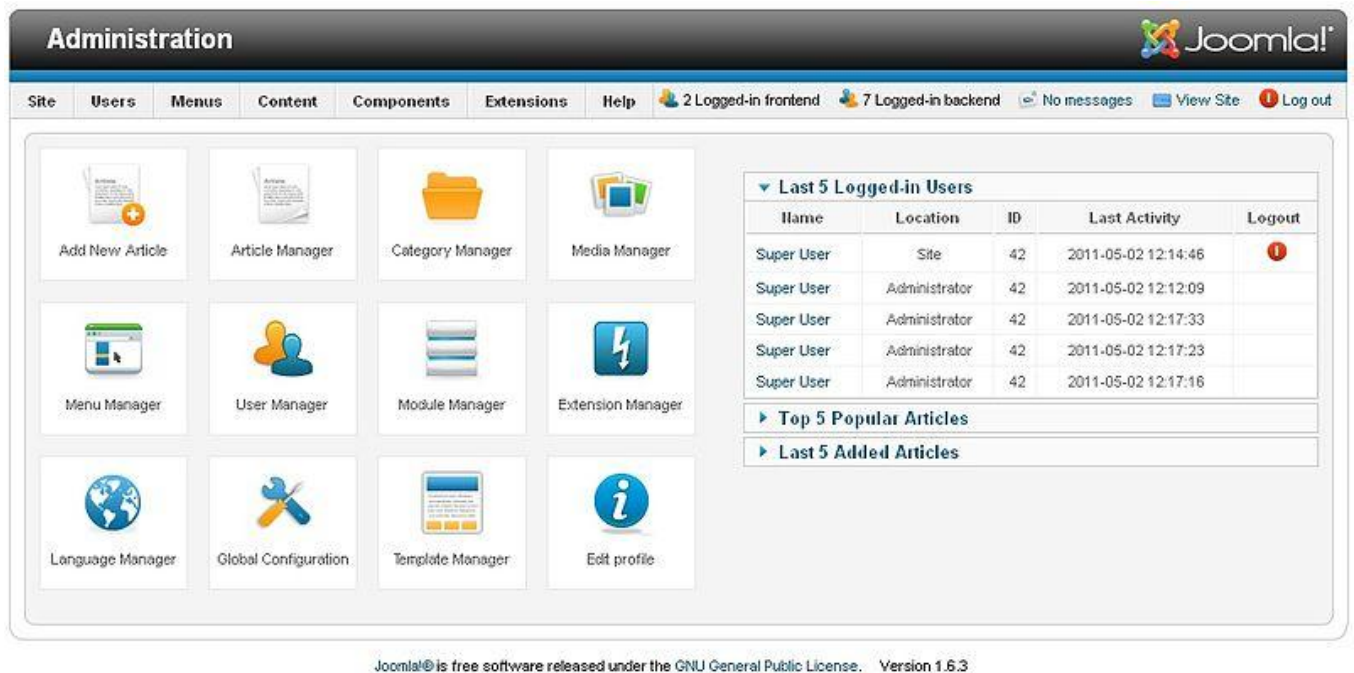 Administration
Joomla!
Site Users Menus Content Components Extensions Help 2 Logged-in frontend 7 Logged-in backend No messages View Site Log out
Add New Article Article Manager Category Manager Media Manager
Menu Manager User Manager Module Manager Extension Manager
Language Manager Global Configuration Template Manager Edit profile
Last 5 Logged-in Users
Name Location ID Last Activity Logout
Super User Site 42 2011-05-02 12:14:46
Super User Administrator 42 2011-05-02 12:12:09
Super User Administrator 42 2011-05-02 12:17:33
Super User Administrator 42 2011-05-02 12:17:23
Super User Administrator 42 2011-05-02 12:17:16
Top 5 Popular Articles
Last 5 Added Articles
Joomla!® is free software released under the GNU General Public License. Version 1.6.3